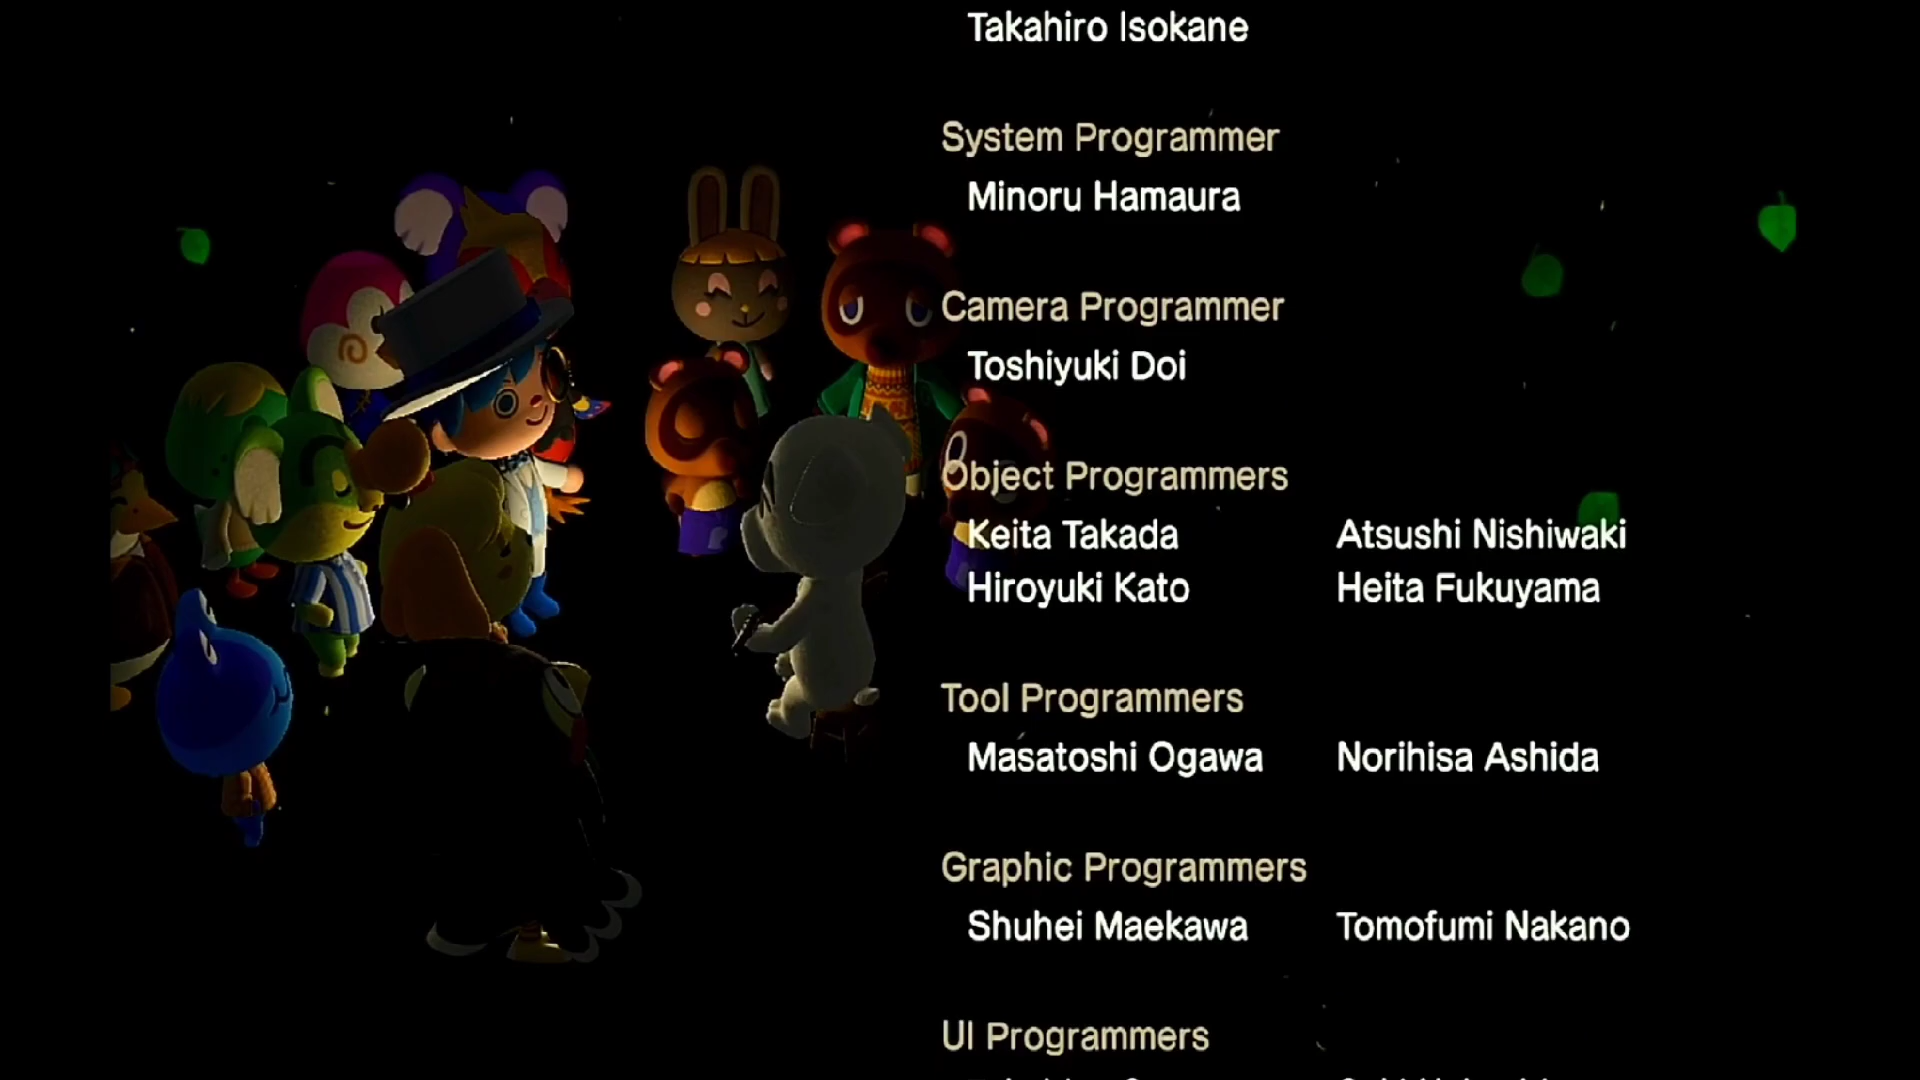 Takahiro Isokane
System Programmer
Minoru Hamaura
Camera Programmer
Toshiyuki Doi
Object Programmers
Keita Takada Atsushi Nishiwaki
Hiroyuki Kato Heita Fukuyama
Tool Programmers
Masatoshi Ogawa Norihisa Ashida
Graphic Programmers
Shuhei Maekawa Tomofumi Nakano
UI Programmers